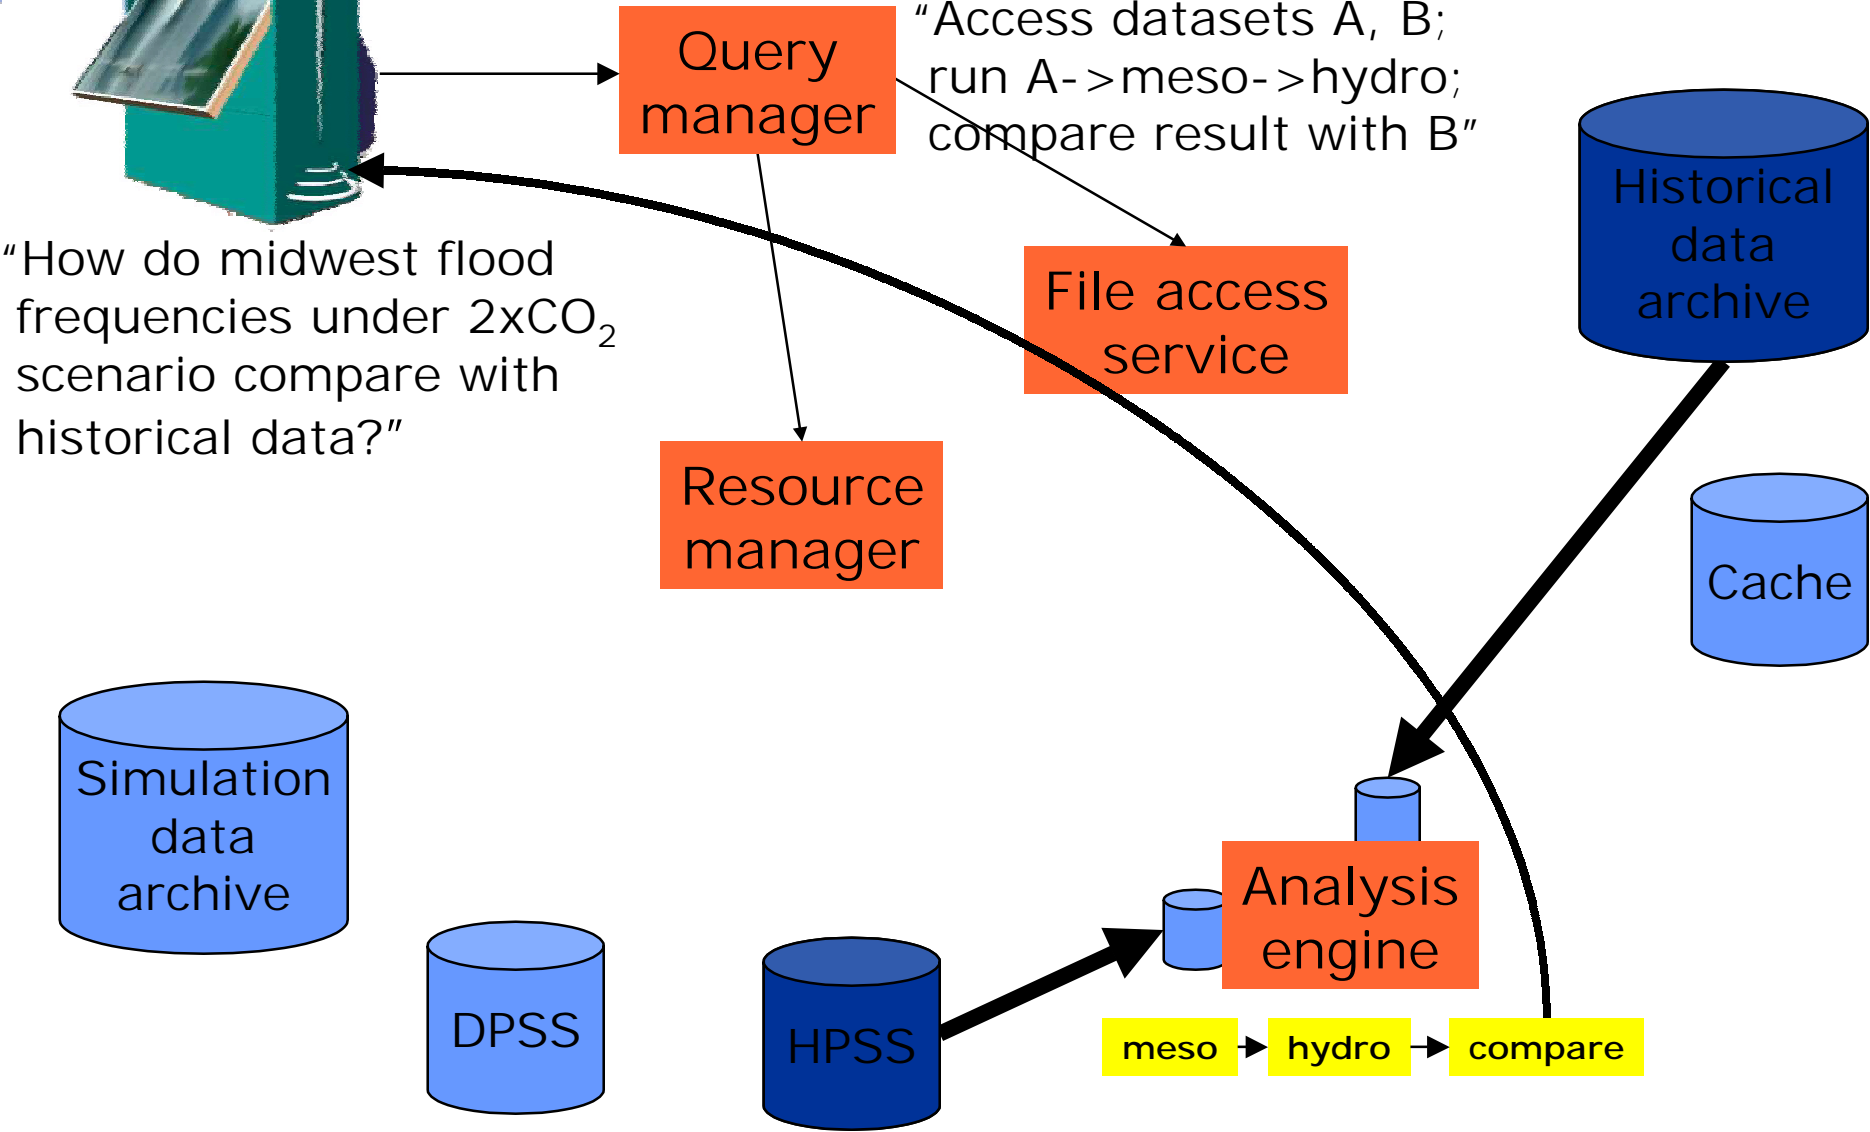 Query
manager
“Access datasets A, B;
run A->meso->hydro;
compare result with B”
Historical
data
archive
“How do midwest flood
frequencies under 2xCO₂
scenario compare with
historical data?”
File access
service
Resource
manager
Cache
Simulation
data
archive
Analysis
engine
DPSS
HPSS
meso
hydro
compare